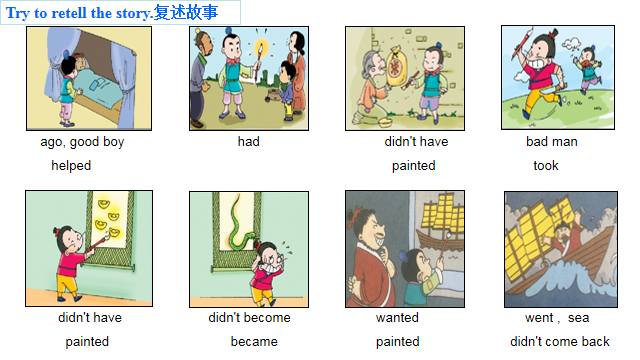 Try to retell the story.复述故事
ago, good boy
helped
had
didn't have
painted
bad man
took
didn't have
painted
didn't become
became
wanted
painted
went , sea
didn't come back